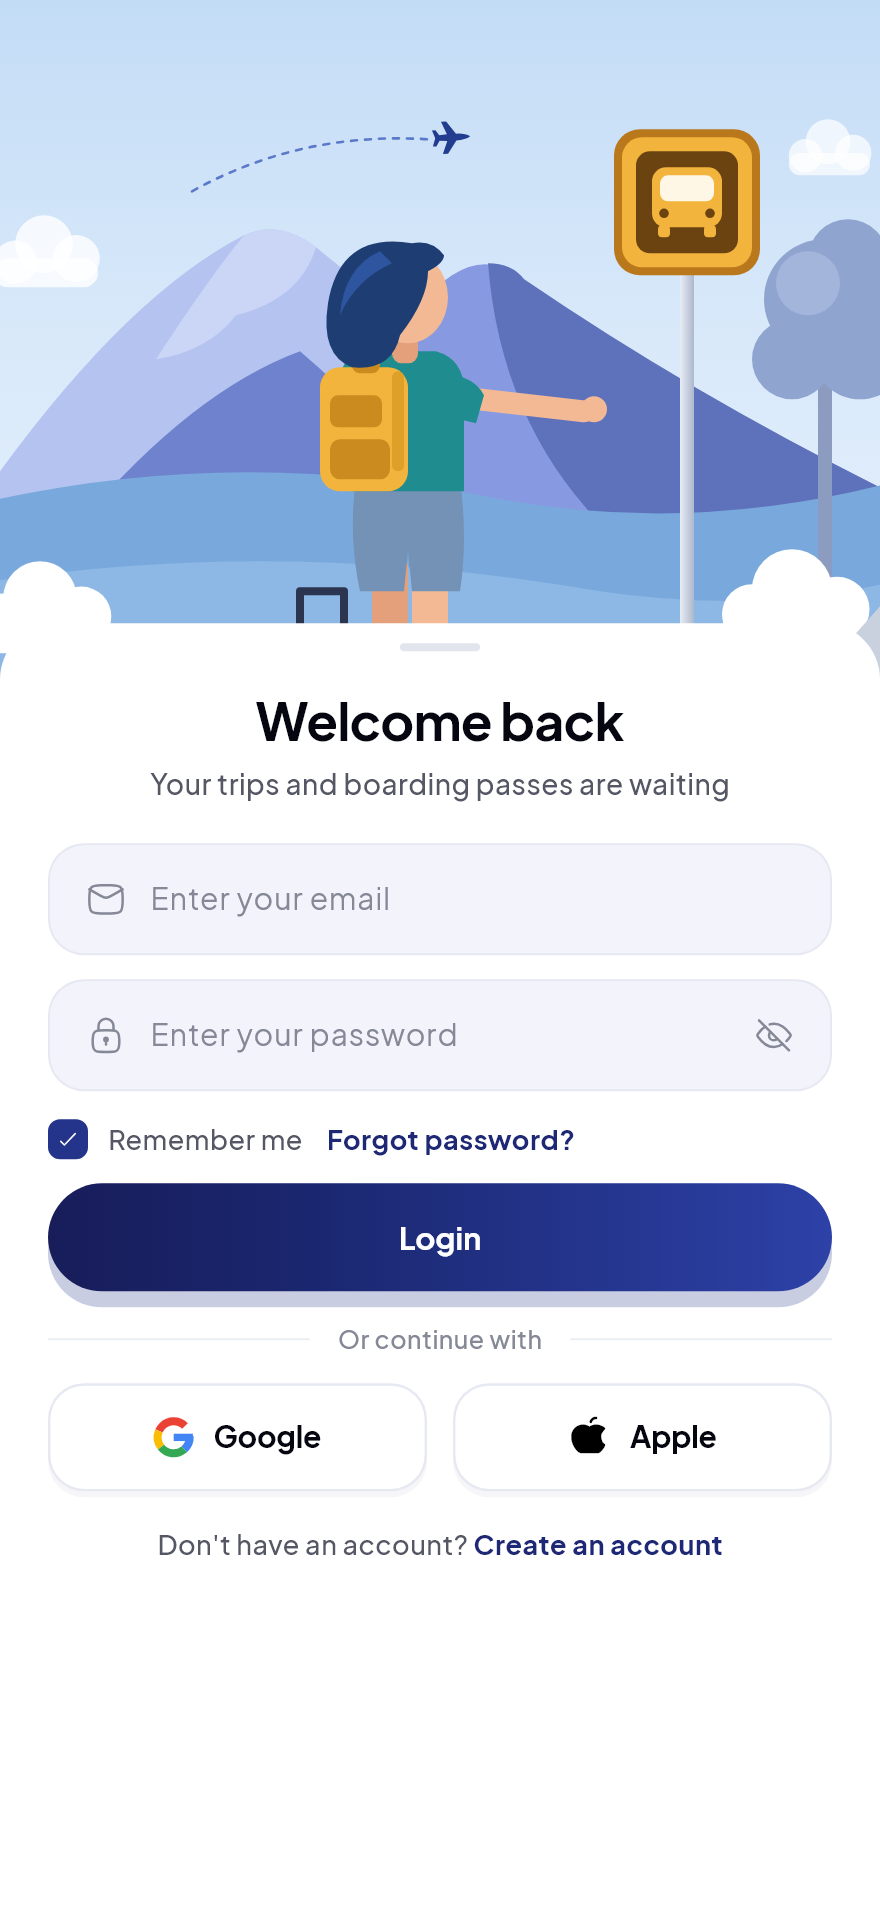 Welcome back
Your trips and boarding passes are waiting
Enter your email
Enter your password
Remember me Forgot password?
Login
Or continue with
Google Apple
Don't have an account? Create an account